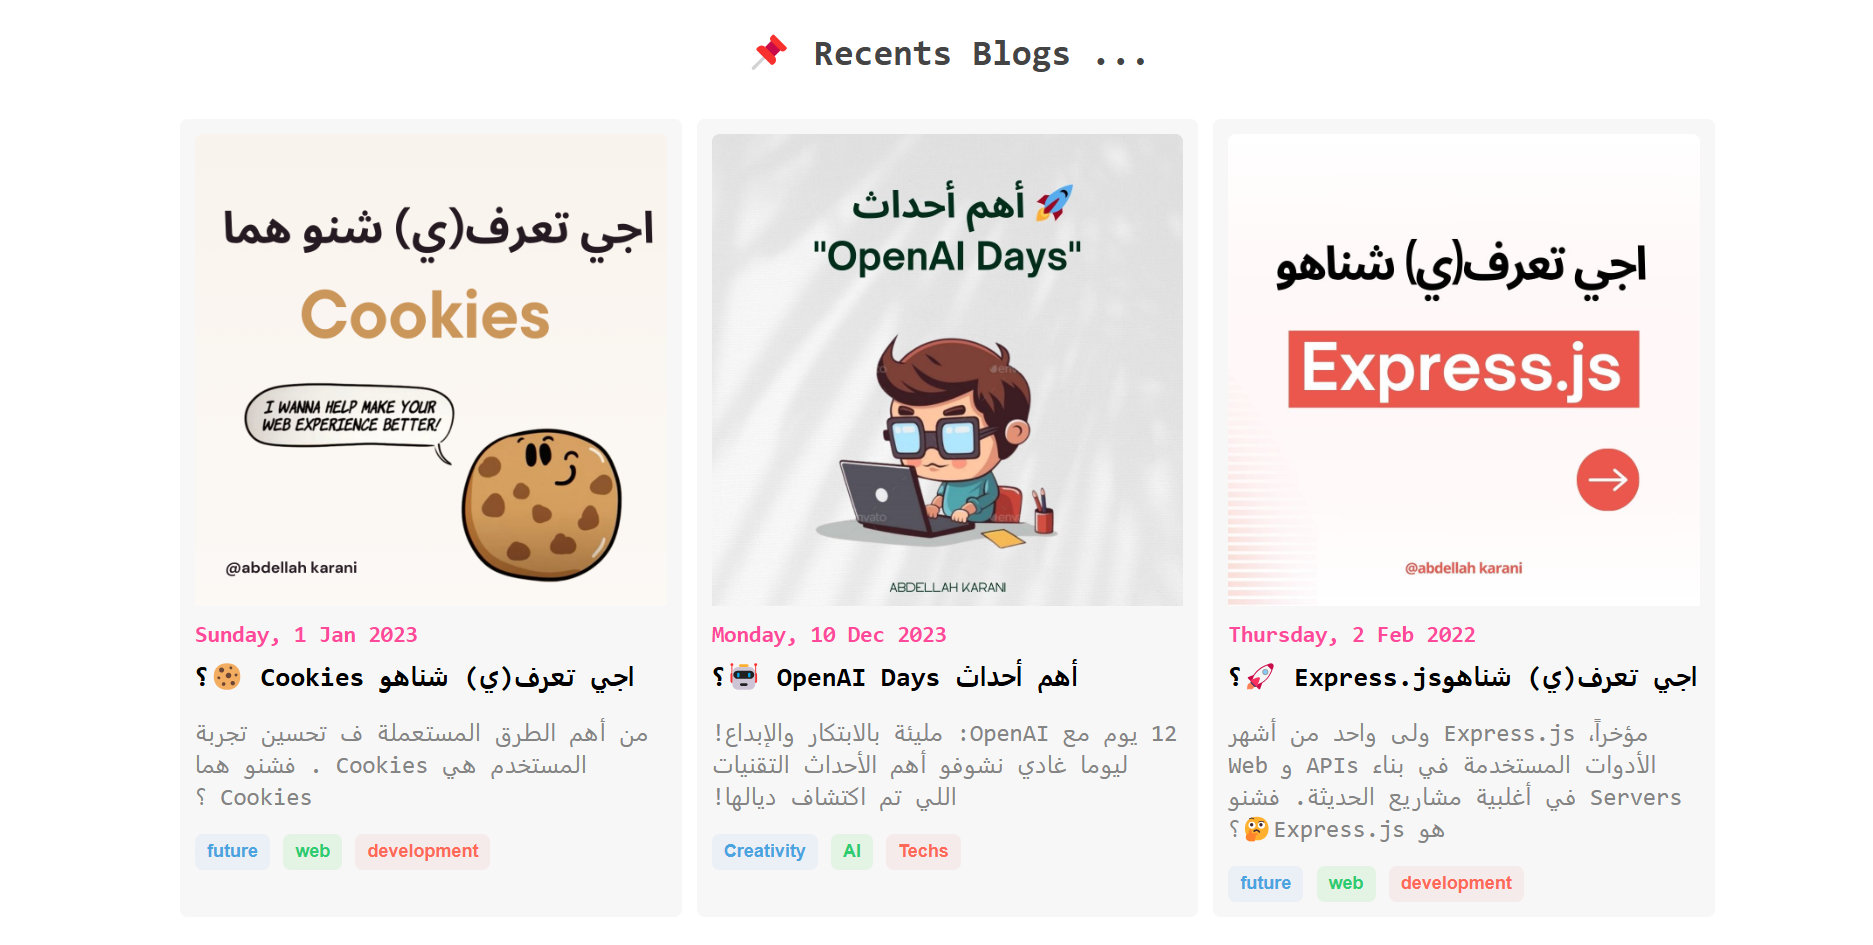 📌 Recents Blogs ...
اجي تعرف(ي) شنو هما
Cookies
I WANNA HELP MAKE YOUR
WEB EXPERIENCE BETTER!
@abdellah karani
Sunday, 1 Jan 2023
اجي تعرف(ي) شناهو Cookies 🍪؟
من أهم الطرق المستعملة ف تحسين تجربة
المستخدم هي Cookies . فشنو هما
Cookies ؟
future web development
🚀 أهم أحداث
"OpenAI Days"
envato
envato
ABDELLAH KARANI
Monday, 10 Dec 2023
أهم أحداث OpenAI Days 🤖؟
12 يوم مع OpenAI: مليئة بالابتكار والإبداع!
ليوما غادي نشوفو أهم الأحداث التقنيات
اللي تم اكتشاف ديالها!
Creativity AI Techs
اجي تعرف(ي) شناهو
Express.js
@abdellah karani
Thursday, 2 Feb 2022
اجي تعرف(ي) شناهوExpress.js 🚀؟
مؤخراً، Express.js ولى واحد من أشهر
الأدوات المستخدمة في بناء APIs و Web
Servers في أغلبية مشاريع الحديثة. فشنو
هو Express.js🤔؟
future web development